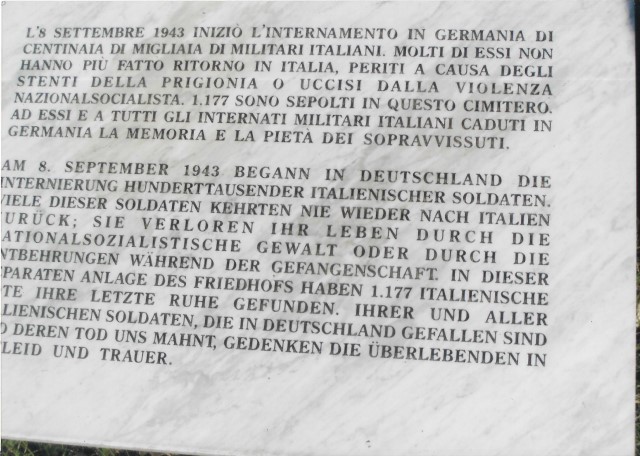 L'8 SETTEMBRE 1943 INIZIÒ L'INTERNAMENTO IN GERMANIA DI
CENTINAIA DI MIGLIAIA DI MILITARI ITALIANI. MOLTI DI ESSI NON
HANNO PIÙ FATTO RITORNO IN ITALIA, PERITI A CAUSA DEGLI
STENTI DELLA PRIGIONIA O UCCISI DALLA VIOLENZA
NAZIONALSOCIALISTA. 1.177 SONO SEPOLTI IN QUESTO CIMITERO.
AD ESSI E A TUTTI GLI INTERNATI MILITARI ITALIANI CADUTI IN
GERMANIA LA MEMORIA E LA PIETÀ DEI SOPRAVVISSUTI.
AM 8. SEPTEMBER 1943 BEGANN IN DEUTSCHLAND DIE
INTERNIERUNG HUNDERTTAUSENDER ITALIENISCHER SOLDATEN.
VIELE DIESER SOLDATEN KEHRTEN NIE WIEDER NACH ITALIEN
ZURÜCK; SIE VERLOREN IHR LEBEN DURCH DIE
NATIONALSOZIALISTISCHE GEWALT ODER DURCH DIE
ENTBEHRUNGEN WÄHREND DER GEFANGENSCHAFT. IN DIESER
EPARATEN ANLAGE DES FRIEDHOFS HABEN 1.177 ITALIENISCHE
TE IHRE LETZTE RUHE GEFUNDEN. IHRER UND ALLER
ALIENISCHEN SOLDATEN, DIE IN DEUTSCHLAND GEFALLEN SIND
D DEREN TOD UNS MAHNT, GEDENKEN DIE ÜBERLEBENDEN IN
LEID UND TRAUER.